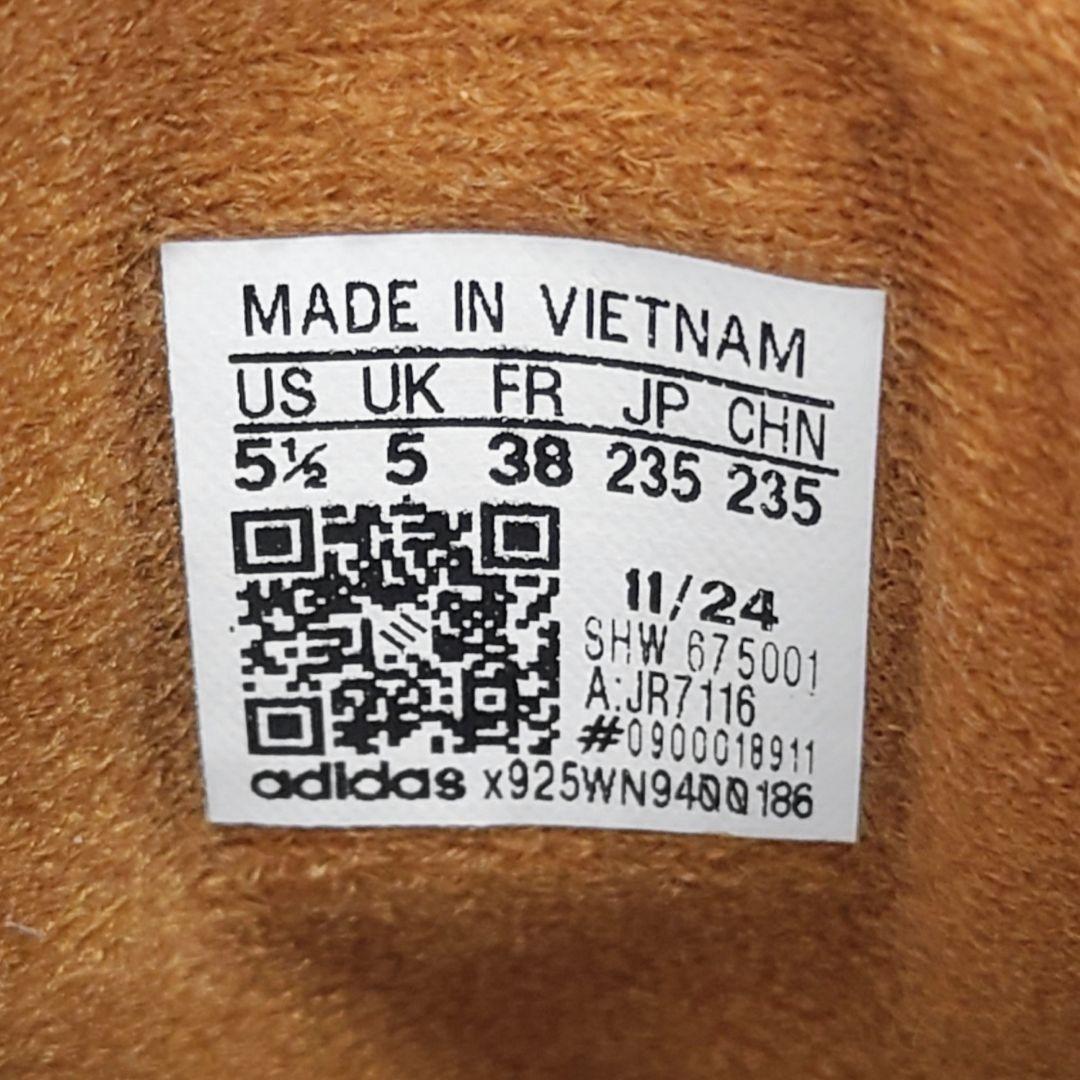 MADE IN VIETNAM
US UK FR JP CHN
5½ 5 38 235 235
11/24
SHW 675001
A:JR7116
#0900018911
adidas x925WN9400186